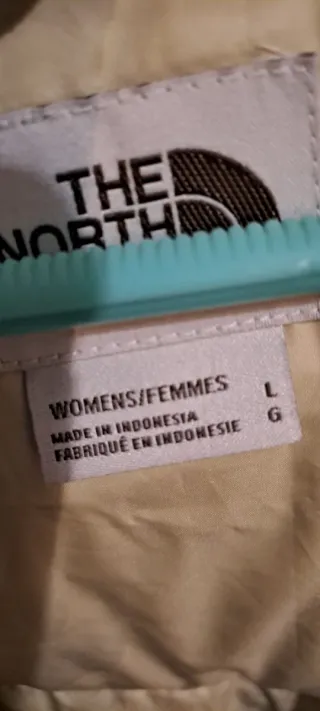 THE
NORTH
WOMENS/FEMMES L
MADE IN INDONESIA G
FABRIQUÉ EN INDONESIE